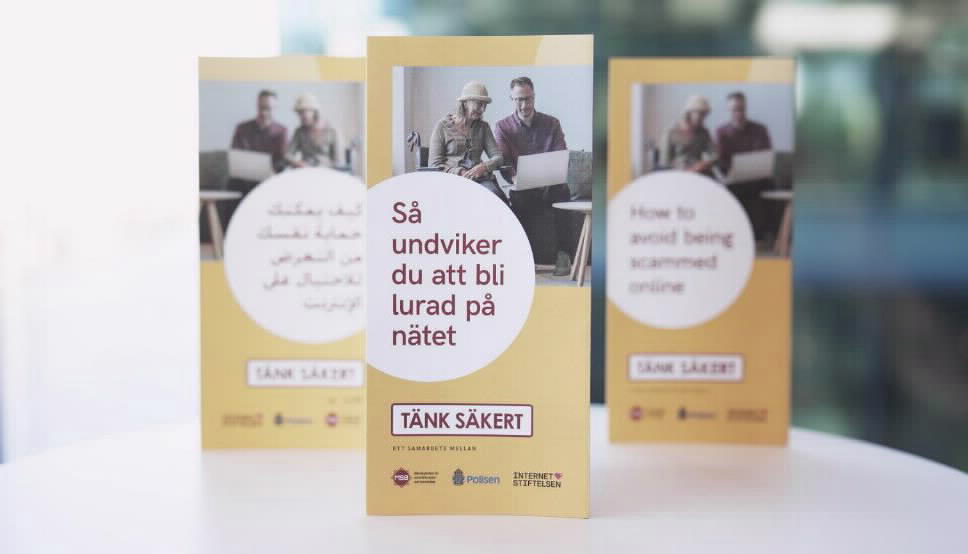 Så
undviker
du att bli
lurad på
nätet
TÄNK SÄKERT
ETT SAMARBETE MELLAN
MSB
Polisen
INTERNET
STIFTELSEN
كيف يمكنك
حماية نفسك
من التعرض
للاحتيال على
الإنترنت
TÄNK SÄKERT
How to
avoid being
scammed
online
TÄNK SÄKERT